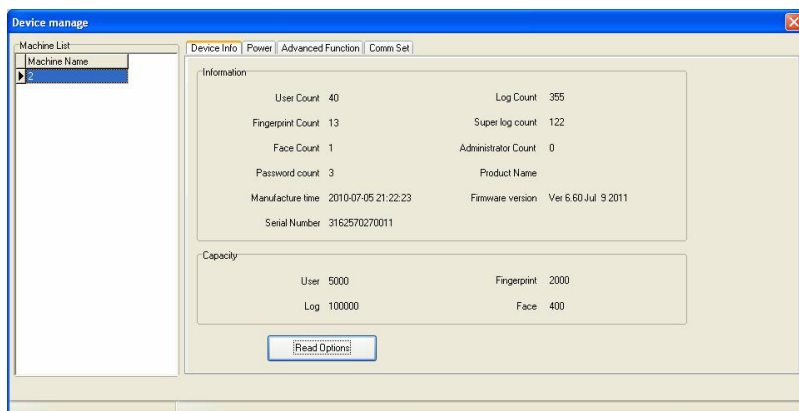 Device manage
Machine List
Machine Name
2
Device Info Power Advanced Function Comm Set
Information
User Count 40 Log Count 355
Fingerprint Count 13 Super log count 122
Face Count 1 Administrator Count 0
Password count 3 Product Name
Manufacture time 2010-07-05 21:22:23 Firmware version Ver 6.60 Jul 9 2011
Serial Number 3162570270011
Capacity
User 5000 Fingerprint 2000
Log 100000 Face 400
Read Options